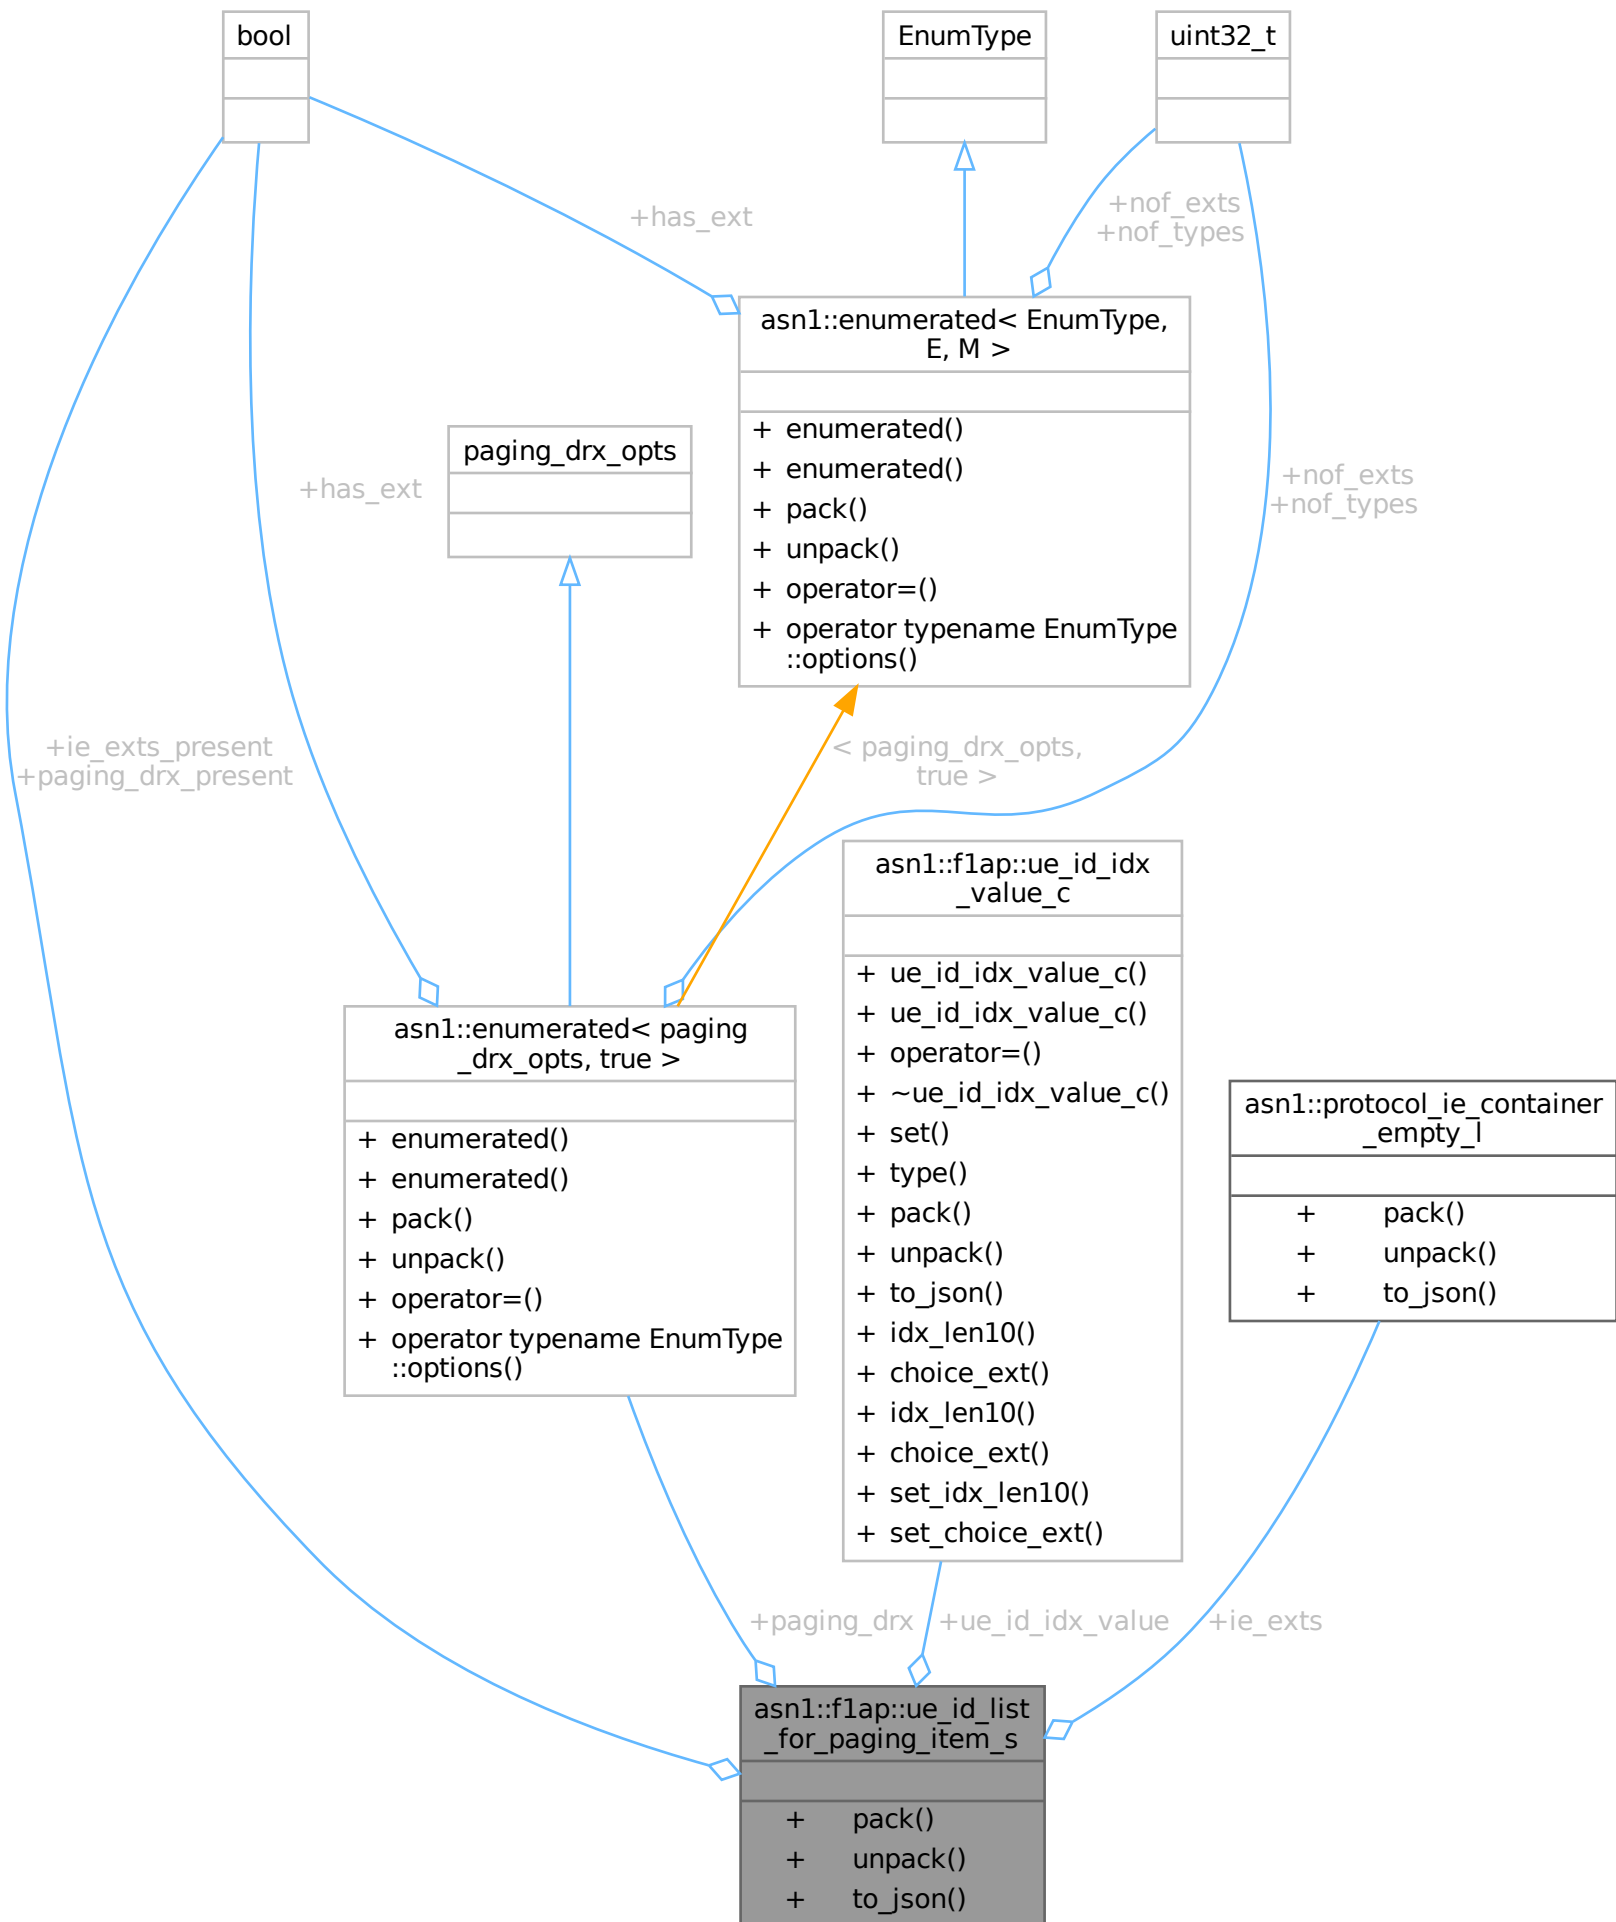 bool
EnumType
uint32_t
+has_ext
+nof_exts
+nof_types
asn1::enumerated< EnumType,
E, M >
+ enumerated()
+ enumerated()
+ pack()
+ unpack()
+ operator=()
+ operator typename EnumType
::options()
paging_drx_opts
+has_ext
+nof_exts
+nof_types
+ie_exts_present
+paging_drx_present
< paging_drx_opts,
true >
asn1::enumerated< paging
_drx_opts, true >
+ enumerated()
+ enumerated()
+ pack()
+ unpack()
+ operator=()
+ operator typename EnumType
::options()
asn1::f1ap::ue_id_idx
_value_c
+ ue_id_idx_value_c()
+ ue_id_idx_value_c()
+ operator=()
+ ~ue_id_idx_value_c()
+ set()
+ type()
+ pack()
+ unpack()
+ to_json()
+ idx_len10()
+ choice_ext()
+ idx_len10()
+ choice_ext()
+ set_idx_len10()
+ set_choice_ext()
asn1::protocol_ie_container
_empty_l
+ pack()
+ unpack()
+ to_json()
+paging_drx
+ue_id_idx_value
+ie_exts
asn1::f1ap::ue_id_list
_for_paging_item_s
+ pack()
+ unpack()
+ to_json()